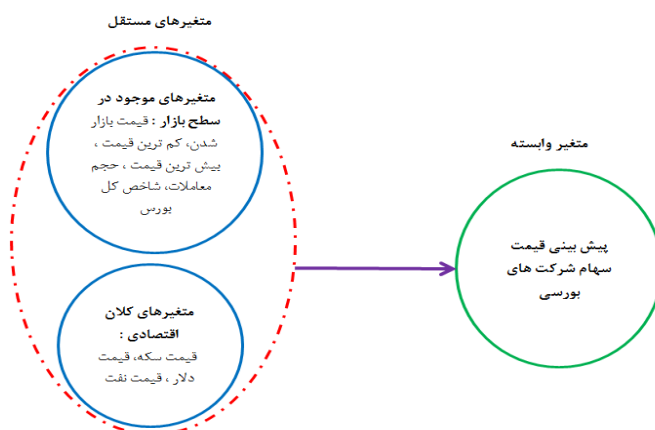 متغیرهای مستقل
متغیرهای موجود در
سطح بازار : قیمت بازار
شدن، کم ترین قیمت ،
بیش ترین قیمت ، حجم
معاملات، شاخص کل
بورس
متغیرهای کلان
اقتصادی :
قیمت سکه، قیمت
دلار ، قیمت نفت
متغیر وابسته
پیش بینی قیمت
سهام شرکت های
بورسی